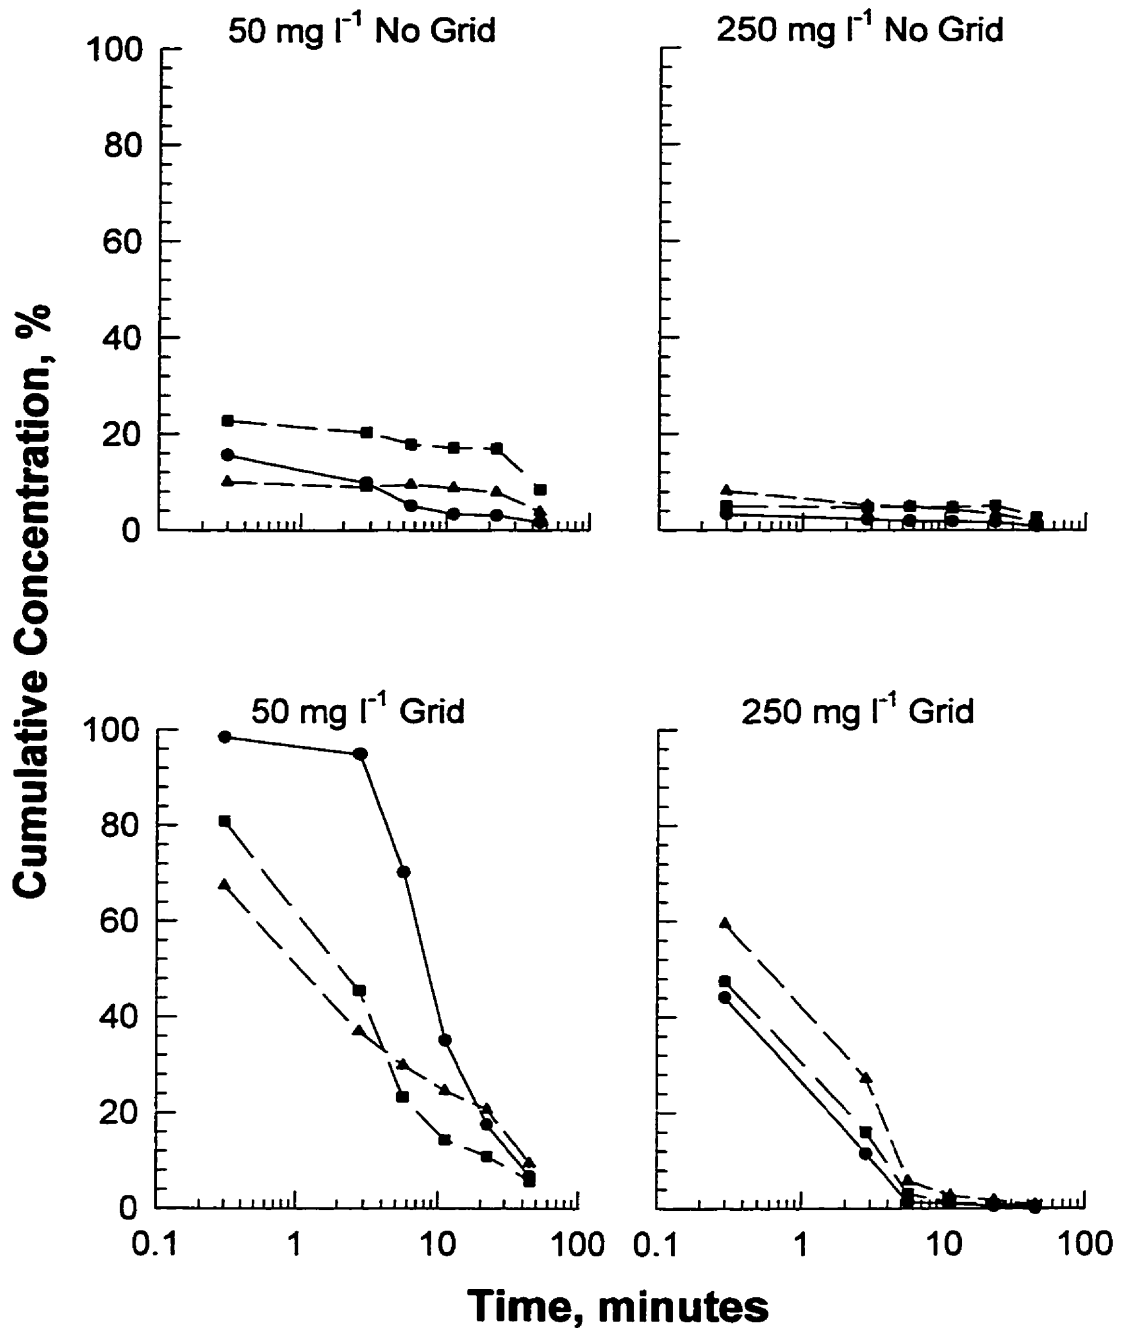 50 mg l⁻¹ No Grid
250 mg l⁻¹ No Grid
100
80
60
40
20
0
Cumulative Concentration, %
50 mg l⁻¹ Grid
250 mg l⁻¹ Grid
100
80
60
40
20
0
0.1 1 10 100 0.1 1 10 100
Time, minutes